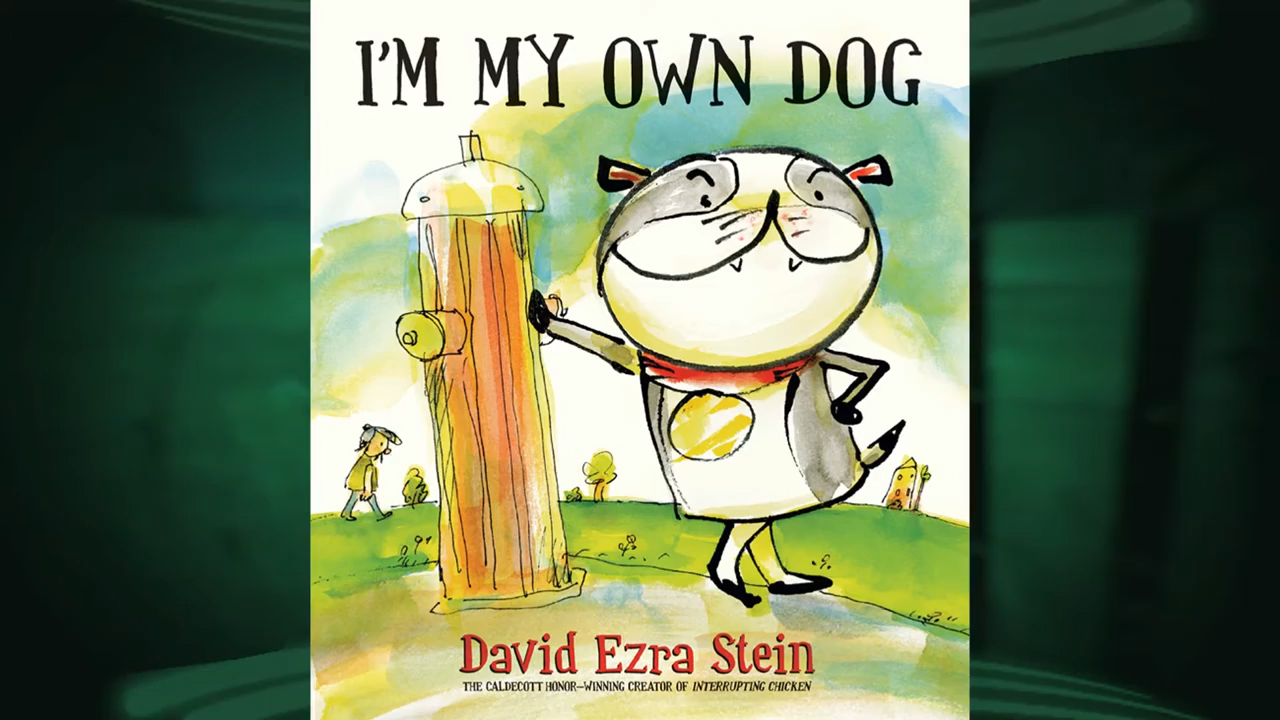 I'M MY OWN DOG
David Ezra Stein
THE CALDECOTT HONOR–WINNING CREATOR OF INTERRUPTING CHICKEN